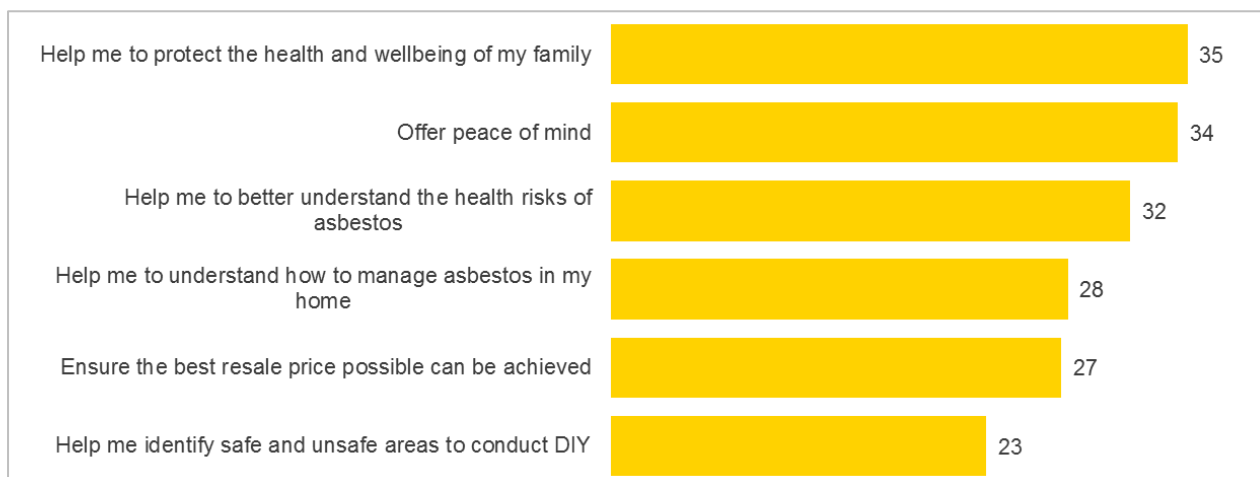 Help me to protect the health and wellbeing of my family
35
Offer peace of mind
34
Help me to better understand the health risks of
asbestos
32
Help me to understand how to manage asbestos in my
home
28
Ensure the best resale price possible can be achieved
27
Help me identify safe and unsafe areas to conduct DIY
23